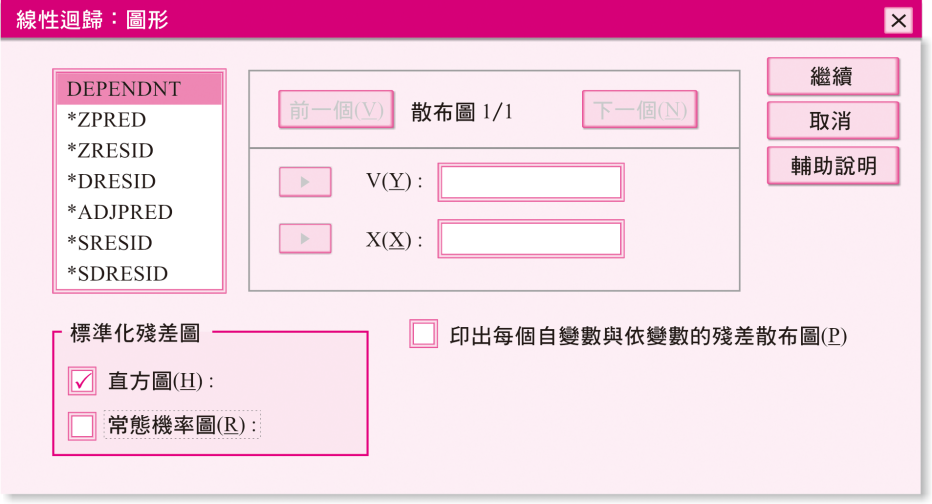 線性迴歸：圖形
DEPENDNT
*ZPRED
*ZRESID
*DRESID
*ADJPRED
*SRESID
*SDRESID
前一個(V)
散布圖 1/1
下一個(N)
V(Y)：
X(X)：
繼續
取消
輔助說明
標準化殘差圖
直方圖(H)：
常態機率圖(R)：
印出每個自變數與依變數的殘差散布圖(P)